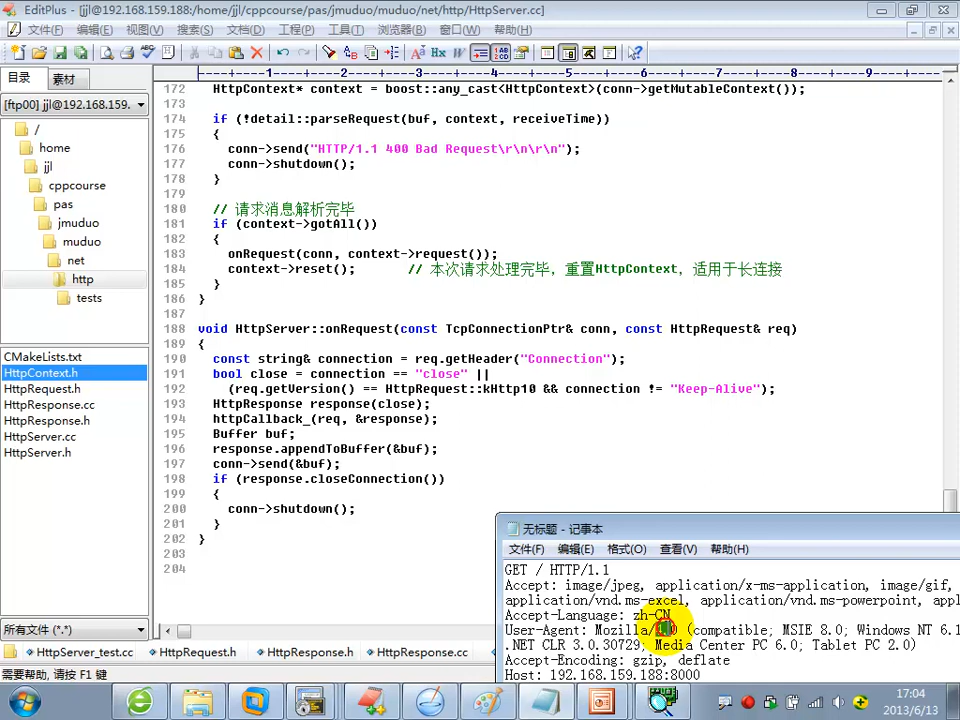 EditPlus - [jjl@192.168.159.188:/home/jjl/cppcourse/pas/jmuduo/muduo/net/http/HttpServer.cc]
文件(F) 编辑(E) 视图(V) 搜索(S) 文档(D) 工程(P) 工具(T) 浏览器(B) 窗口(W) 帮助(H)
目录 素材
[ftp00] jjl@192.168.159.
/
home
jjl
cppcourse
pas
jmuduo
muduo
net
http
tests
CMakeLists.txt
HttpContext.h
HttpRequest.h
HttpResponse.cc
HttpResponse.h
HttpServer.cc
HttpServer.h
所有文件 (*.*)
----+----1----+----2----+----3----+----4----+----5----+----6----+----7----+----8----+----9----+---
172 HttpContext* context = boost::any_cast<HttpContext>(conn->getMutableContext());
173
174 if (!detail::parseRequest(buf, context, receiveTime))
175 {
176 conn->send("HTTP/1.1 400 Bad Request\r\n\r\n");
177 conn->shutdown();
178 }
179
180 // 请求消息解析完毕
181 if (context->gotAll())
182 {
183 onRequest(conn, context->request());
184 context->reset(); // 本次请求处理完毕，重置HttpContext，适用于长连接
185 }
186 }
187
188 void HttpServer::onRequest(const TcpConnectionPtr& conn, const HttpRequest& req)
189 {
190 const string& connection = req.getHeader("Connection");
191 bool close = connection == "close" ||
192 (req.getVersion() == HttpRequest::kHttp10 && connection != "Keep-Alive");
193 HttpResponse response(close);
194 httpCallback_(req, &response);
195 Buffer buf;
196 response.appendToBuffer(&buf);
197 conn->send(&buf);
198 if (response.closeConnection())
199 {
200 conn->shutdown();
201 }
202 }
203
204
无标题 - 记事本
文件(F) 编辑(E) 格式(O) 查看(V) 帮助(H)
GET / HTTP/1.1
Accept: image/jpeg, application/x-ms-application, image/gif,
application/vnd.ms-excel, application/vnd.ms-powerpoint, appl
Accept-Language: zh-CN
User-Agent: Mozilla/ (compatible; MSIE 8.0; Windows NT 6.1
.NET CLR 3.0.30729; Media Center PC 6.0; Tablet PC 2.0)
Accept-Encoding: gzip, deflate
Host: 192.168.159.188:8000
HttpServer_test.cc HttpRequest.h HttpResponse.h HttpResponse.cc
需要帮助, 请按 F1 键
17:04
2013/6/13